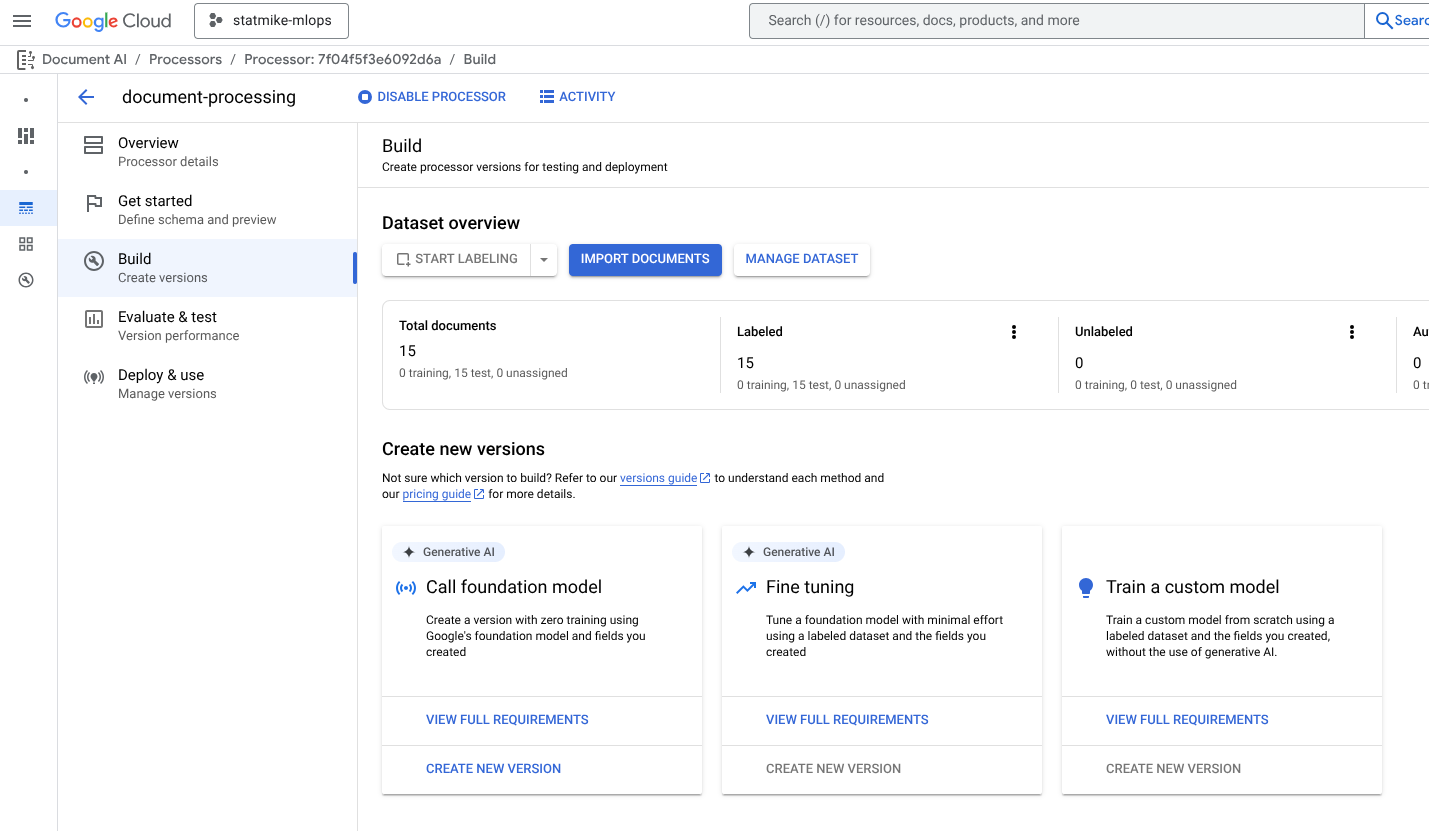 Google Cloud
statmike-mlops
Search (/) for resources, docs, products, and more
Searc
Document AI / Processors / Processor: 7f04f5f3e6092d6a / Build
document-processing
DISABLE PROCESSOR
ACTIVITY
Overview
Processor details
Get started
Define schema and preview
Build
Create versions
Evaluate & test
Version performance
Deploy & use
Manage versions
Build
Create processor versions for testing and deployment
Dataset overview
START LABELING
IMPORT DOCUMENTS
MANAGE DATASET
Total documents
15
0 training, 15 test, 0 unassigned
Labeled
15
0 training, 15 test, 0 unassigned
Unlabeled
0
0 training, 0 test, 0 unassigned
Au
0
0 t
Create new versions
Not sure which version to build? Refer to our versions guide to understand each method and
our pricing guide for more details.
Generative AI
Call foundation model
Create a version with zero training using
Google's foundation model and fields you
created
VIEW FULL REQUIREMENTS
CREATE NEW VERSION
Generative AI
Fine tuning
Tune a foundation model with minimal effort
using a labeled dataset and the fields you
created
VIEW FULL REQUIREMENTS
CREATE NEW VERSION
Train a custom model
Train a custom model from scratch using a
labeled dataset and the fields you created,
without the use of generative AI.
VIEW FULL REQUIREMENTS
CREATE NEW VERSION